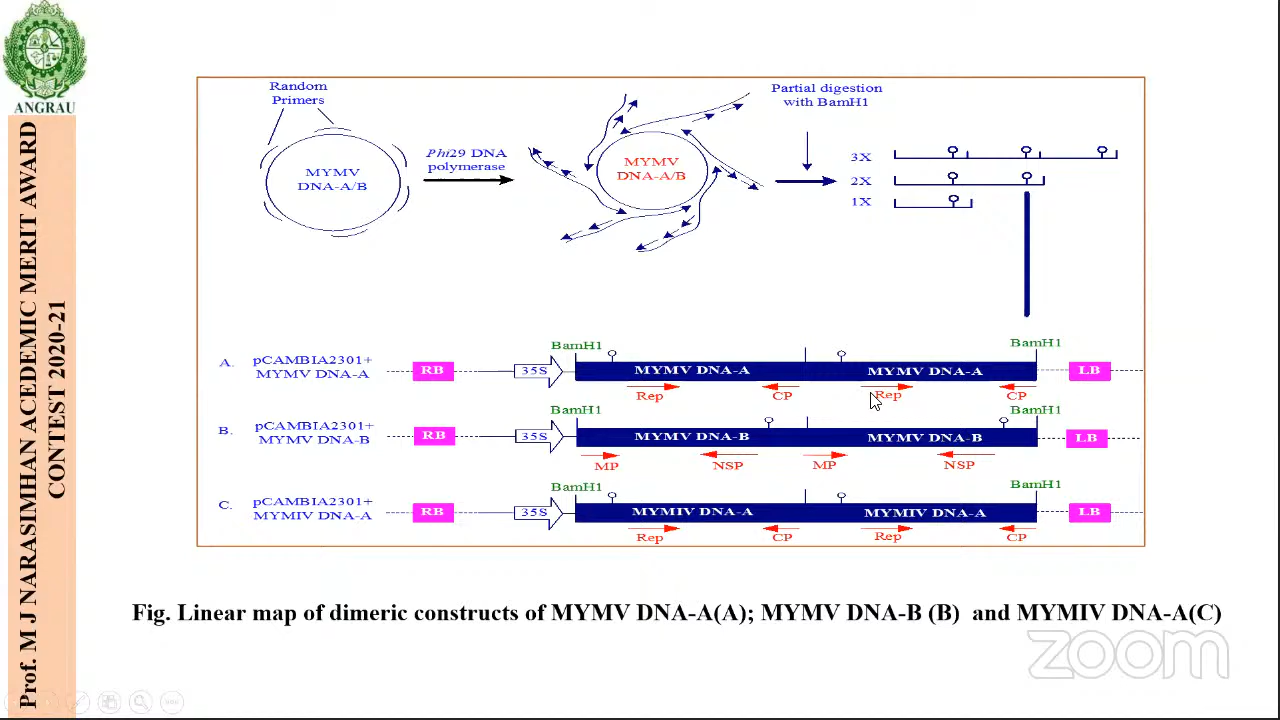 ANGRAU
Prof. M J NARASIMHAN ACEDEMIC MERIT AWARD
CONTEST 2020-21
Random
Primers
MYMV
DNA-A/B
Phi29 DNA
polymerase
MYMV
DNA-A/B
Partial digestion
with BamH1
3X
2X
1X
A.
pCAMBIA2301+
MYMV DNA-A
RB
35S
BamH1
MYMV DNA-A
MYMV DNA-A
BamH1
LB
Rep
CP
Rep
CP
B.
pCAMBIA2301+
MYMV DNA-B
RB
35S
BamH1
MYMV DNA-B
MYMV DNA-B
BamH1
LB
MP
NSP
MP
NSP
C.
pCAMBIA2301+
MYMIV DNA-A
RB
35S
BamH1
MYMIV DNA-A
MYMIV DNA-A
BamH1
LB
Rep
CP
Rep
CP
Fig. Linear map of dimeric constructs of MYMV DNA-A(A); MYMV DNA-B (B) and MYMIV DNA-A(C)
zoom